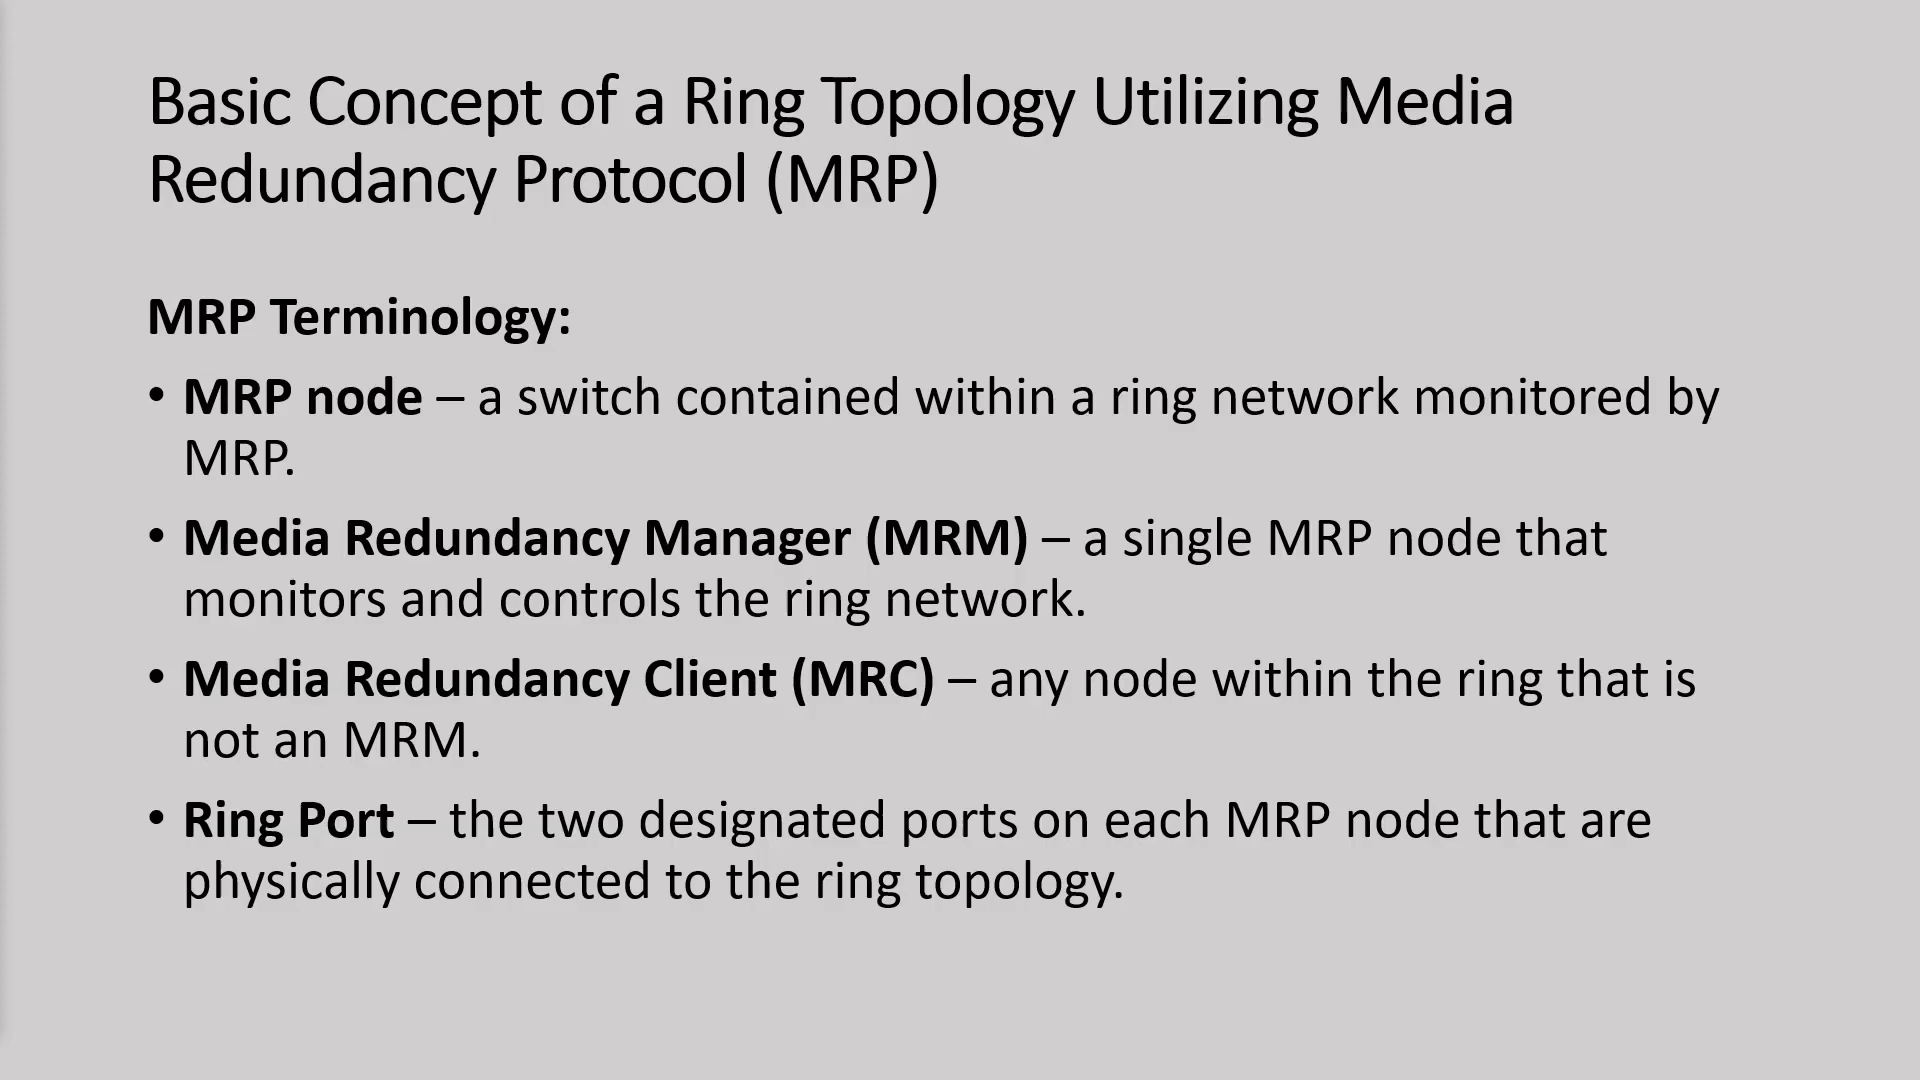 Basic Concept of a Ring Topology Utilizing Media
Redundancy Protocol (MRP)
MRP Terminology:
• MRP node – a switch contained within a ring network monitored by
MRP.
• Media Redundancy Manager (MRM) – a single MRP node that
monitors and controls the ring network.
• Media Redundancy Client (MRC) – any node within the ring that is
not an MRM.
• Ring Port – the two designated ports on each MRP node that are
physically connected to the ring topology.